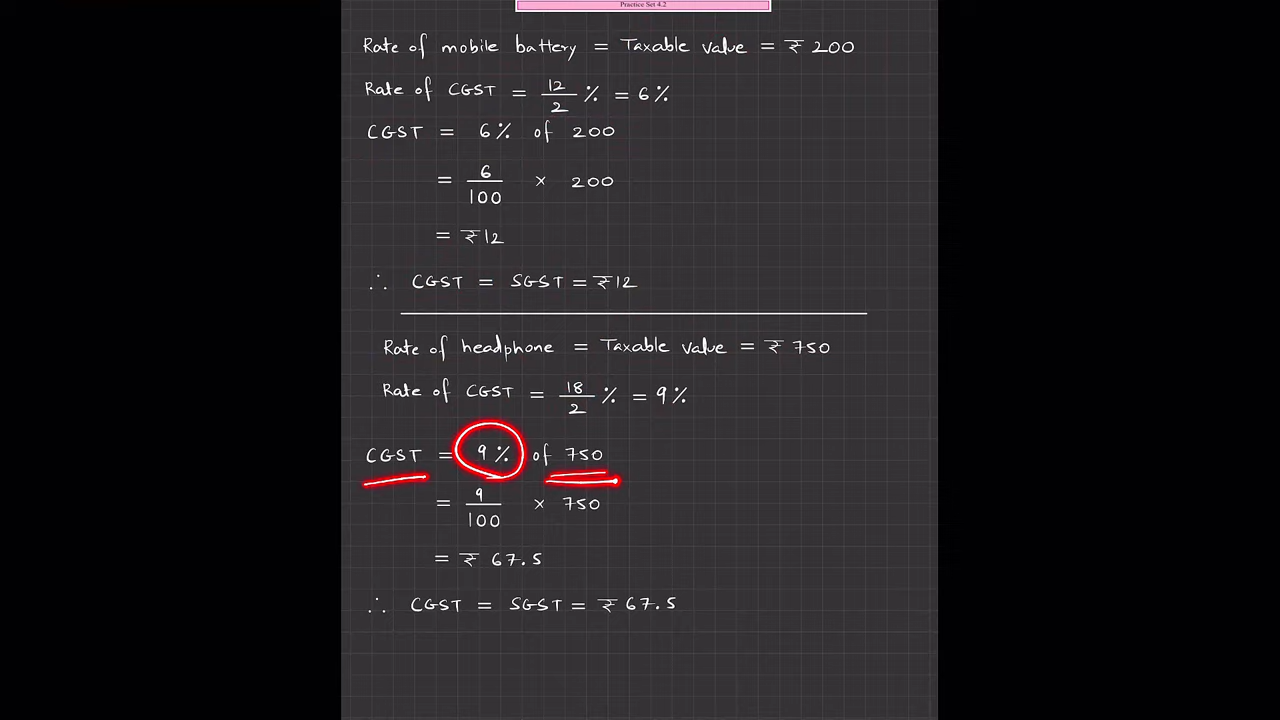 Practice Set 4.2
Rate of mobile battery = Taxable value = ₹ 200
Rate of CGST = 12/2 % = 6 %
CGST = 6 % of 200
= 6/100 × 200
= ₹ 12
∴ CGST = SGST = ₹ 12
Rate of headphone = Taxable value = ₹ 750
Rate of CGST = 18/2 % = 9 %
CGST = 9 % of 750
= 9/100 × 750
= ₹ 67.5
∴ CGST = SGST = ₹ 67.5